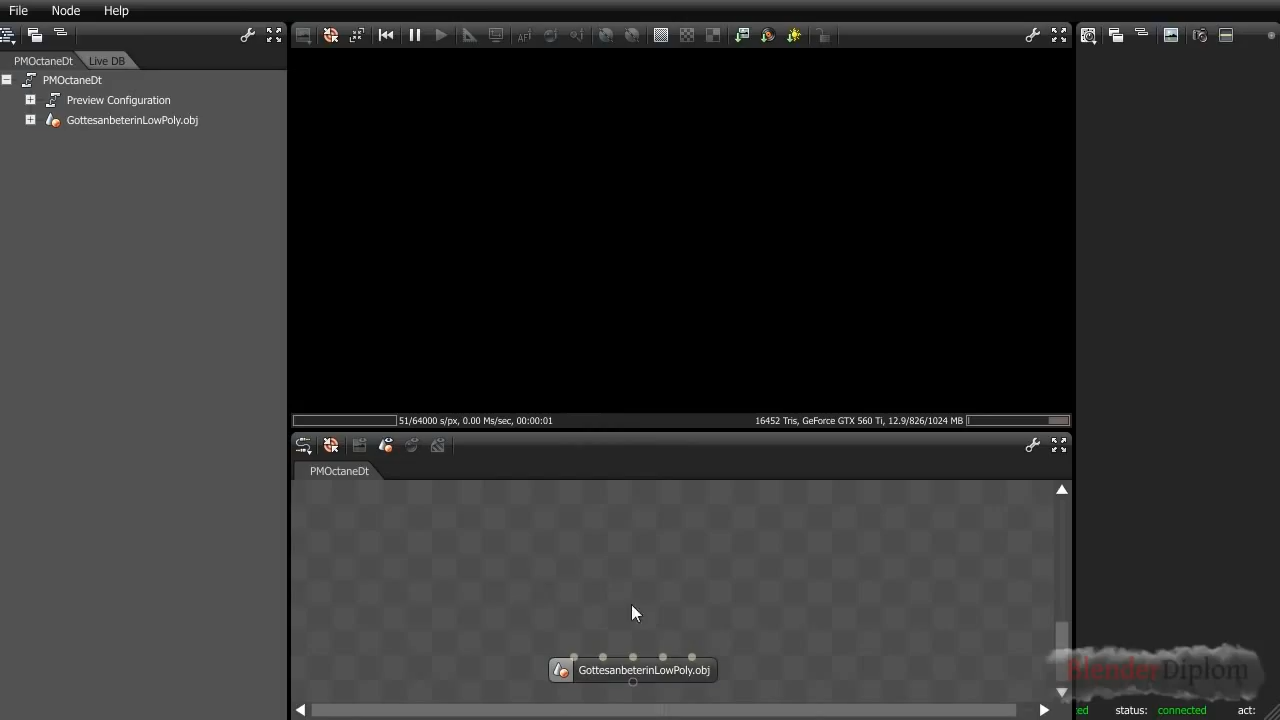 File Node Help
PMOctaneDt Live DB
PMOctaneDt
Preview Configuration
GottesanbeterinLowPoly.obj
51/64000 s/px, 0.00 Ms/sec, 00:00:01
16452 Tris, GeForce GTX 560 Ti, 12.9/826/1024 MB
PMOctaneDt
GottesanbeterinLowPoly.obj
BlenderDiplom
ted status: connected act: